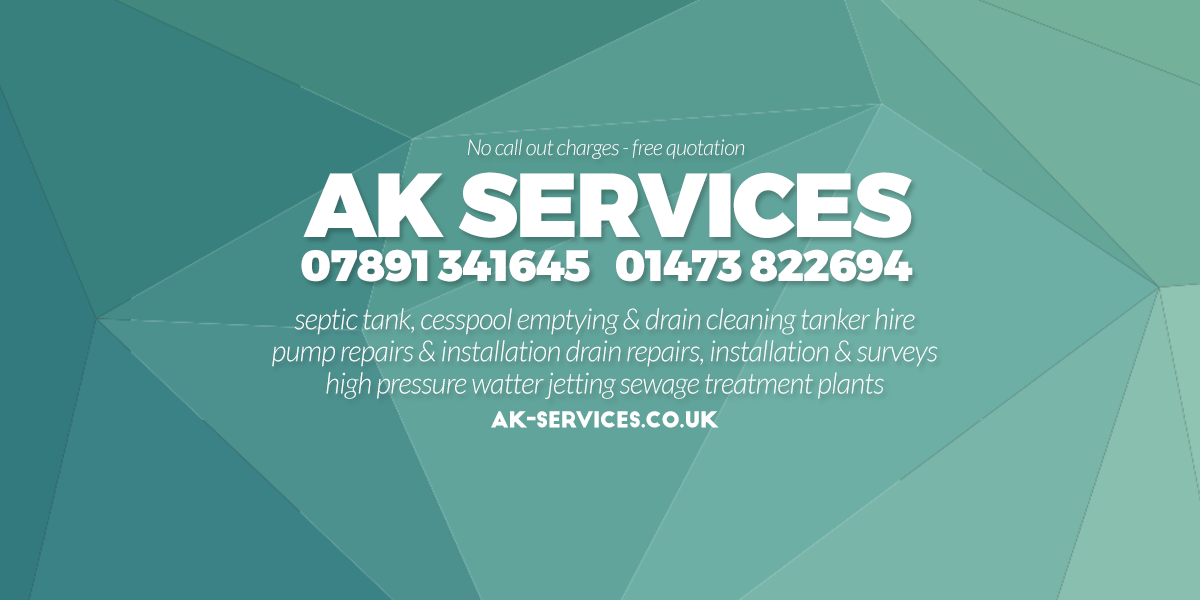 No call out charges - free quotation
AK SERVICES
07891 341645 01473 822694
septic tank, cesspool emptying & drain cleaning tanker hire
pump repairs & installation drain repairs, installation & surveys
high pressure watter jetting sewage treatment plants
AK-SERVICES.CO.UK